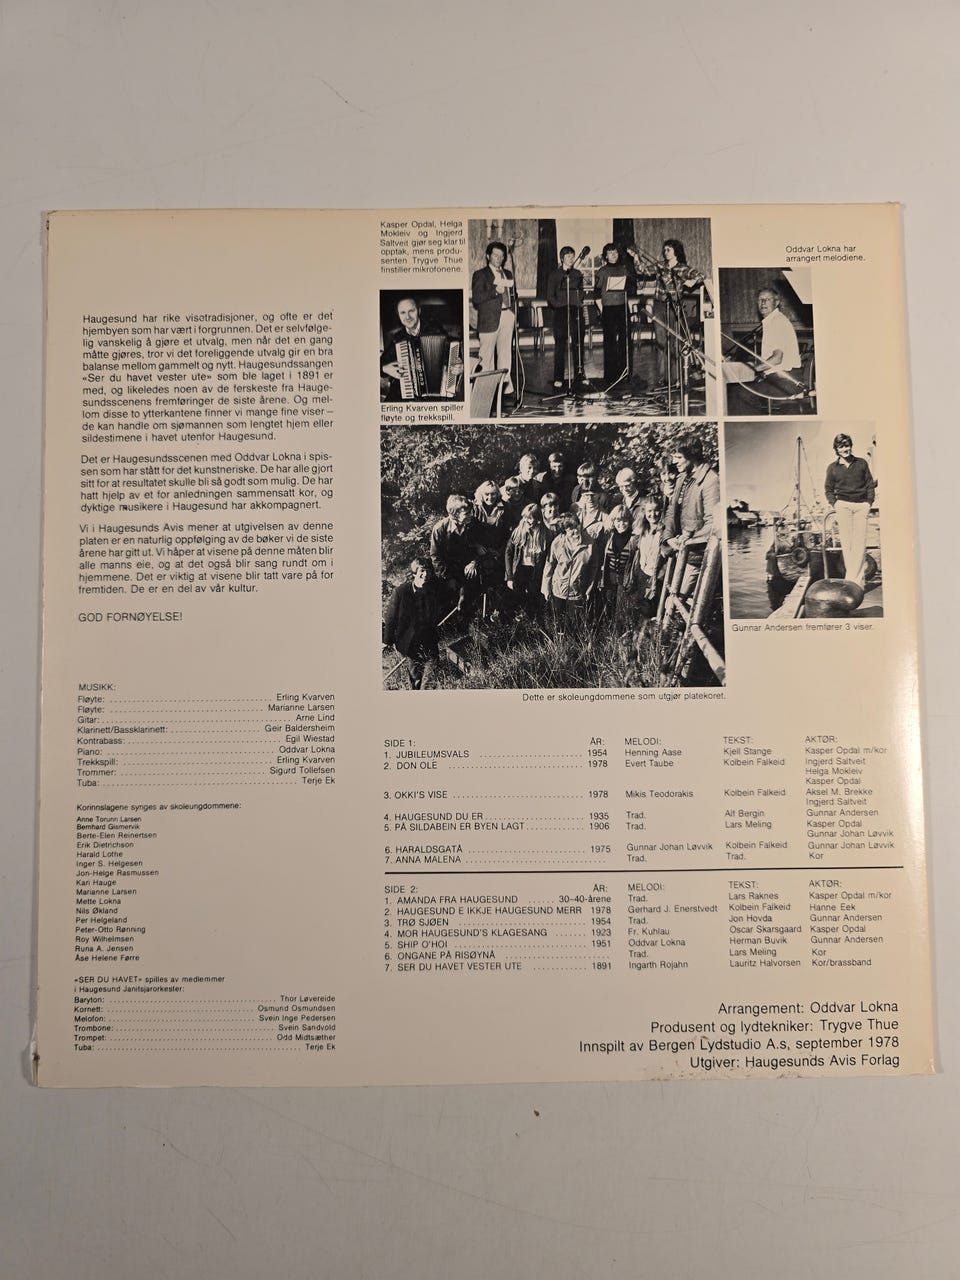 Kasper Opdal, Helga
Mokleiv og Ingjerd
Saltveit gjør seg klar til
opptak, mens produ-
senten Trygve Thue
finstiller mikrofonene.
Oddvar Lokna har
arrangert melodiene.
Erling Kvarven spiller
fløyte og trekkspill.
Haugesund har rike visetradisjoner, og ofte er det
hjembyen som har vært i forgrunnen. Det er selvfølge-
lig vanskelig å gjøre et utvalg, men når det en gang
måtte gjøres, tror vi det foreliggende utvalg gir en bra
balanse mellom gammelt og nytt. Haugesundssangen
«Ser du havet vester ute» som ble laget i 1891 er
med, og likeledes noen av de ferskeste fra Hauge-
sundsscenens fremføringer de siste årene. Og mel-
lom disse to ytterkantene finner vi mange fine viser –
de kan handle om sjømannen som lengtet hjem eller
sildestimene i havet utenfor Haugesund.
Det er Haugesundsscenen med Oddvar Lokna i spis-
sen som har stått for det kunstneriske. De har alle gjort
sitt for at resultatet skulle bli så godt som mulig. De har
hatt hjelp av et for anledningen sammensatt kor, og
dyktige musikere i Haugesund har akkompagnert.
Vi i Haugesunds Avis mener at utgivelsen av denne
platen er en naturlig oppfølging av de bøker vi de siste
årene har gitt ut. Vi håper at visene på denne måten blir
alle manns eie, og at det også blir sang rundt om i
hjemmene. Det er viktig at visene blir tatt vare på for
fremtiden. De er en del av vår kultur.
GOD FORNØYELSE!
Gunnar Andersen fremfører 3 viser.
Dette er skoleungdommene som utgjør platekoret.
MUSIKK:
Fløyte: Erling Kvarven
Fløyte: Marianne Larsen
Gitar: Arne Lind
Klarinett/Bassklarinett: Geir Baldersheim
Kontrabass: Egil Wiestad
Piano: Oddvar Lokna
Trekkspill: Erling Kvarven
Trommer: Sigurd Tollefsen
Tuba: Terje Ek
Korinnslagene synges av skoleungdommene:
Anne Torunn Larsen
Bernhard Gismervik
Berte-Elen Reinertsen
Erik Dietrichson
Harald Lothe
Inger S. Helgesen
Jon-Helge Rasmussen
Kari Hauge
Marianne Larsen
Mette Lokna
Nils Økland
Per Helgeland
Peter-Otto Rønning
Roy Wilhelmsen
Runa A. Jensen
Åse Helene Førre
«SER DU HAVET» spilles av medlemmer
i Haugesund Janitsjarorkester:
Baryton: Thor Løvereide
Kornett: Osmund Osmundsen
Melofon: Svein Inge Pedersen
Trombone: Svein Sandvold
Trompet: Odd Midtsæther
Tuba: Terje Ek
SIDE 1: ÅR: MELODI: TEKST: AKTØR:
1. JUBILEUMSVALS 1954 Henning Aase Kjell Stange Kasper Opdal m/kor
2. DON OLE 1978 Evert Taube Kolbein Falkeid Ingjerd Saltveit
Helga Mokleiv
Kasper Opdal
3. OKKI'S VISE 1978 Mikis Teodorakis Kolbein Falkeid Aksel M. Brekke
Ingjerd Saltveit
4. HAUGESUND DU ER 1935 Trad. Alf Bergin Gunnar Andersen
5. PÅ SILDABEIN ER BYEN LAGT 1906 Trad. Lars Meling Kasper Opdal
Gunnar Johan Løvvik
6. HARALDSGATÅ 1975 Gunnar Johan Løvvik Kolbein Falkeid Gunnar Johan Løvvik
7. ANNA MALENA Trad. Trad. Kor
SIDE 2: ÅR: MELODI: TEKST: AKTØR:
1. AMANDA FRA HAUGESUND 30-40-årene Trad. Lars Raknes Kasper Opdal m/kor
2. HAUGESUND E IKKJE HAUGESUND MERR 1978 Gerhard J. Enerstvedt Kolbein Falkeid Hanne Eek
3. TRØ SJØEN 1954 Trad. Jon Hovda Gunnar Andersen
4. MOR HAUGESUND'S KLAGESANG 1923 Fr. Kuhlau Oscar Skarsgaard Kasper Opdal
5. SHIP O'HOI 1951 Oddvar Lokna Herman Buvik Gunnar Andersen
6. ONGANE PÅ RISØYNÅ Trad. Lars Meling Kor
7. SER DU HAVET VESTER UTE 1891 Ingarth Rojahn Lauritz Halvorsen Kor/brassband
Arrangement: Oddvar Lokna
Produsent og lydtekniker: Trygve Thue
Innspilt av Bergen Lydstudio A.s, september 1978
Utgiver: Haugesunds Avis Forlag